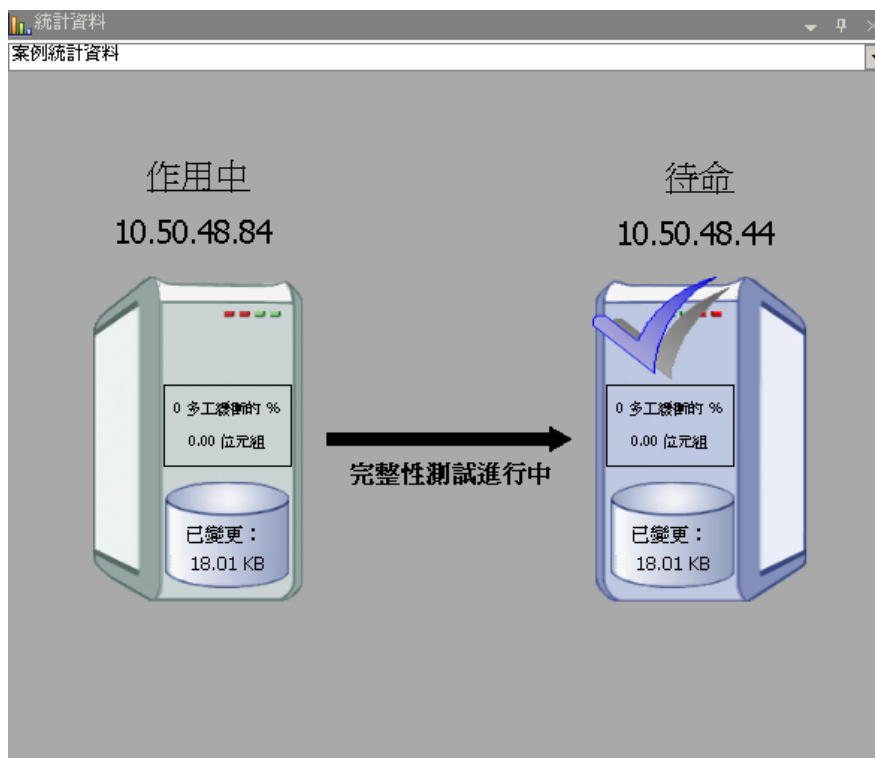 統計資料
案例統計資料
作用中
10.50.48.84
待命
10.50.48.44
0 多工緩衝的 %
0.00 位元組
0 多工緩衝的 %
0.00 位元組
完整性測試進行中
已變更：
18.01 KB
已變更：
18.01 KB